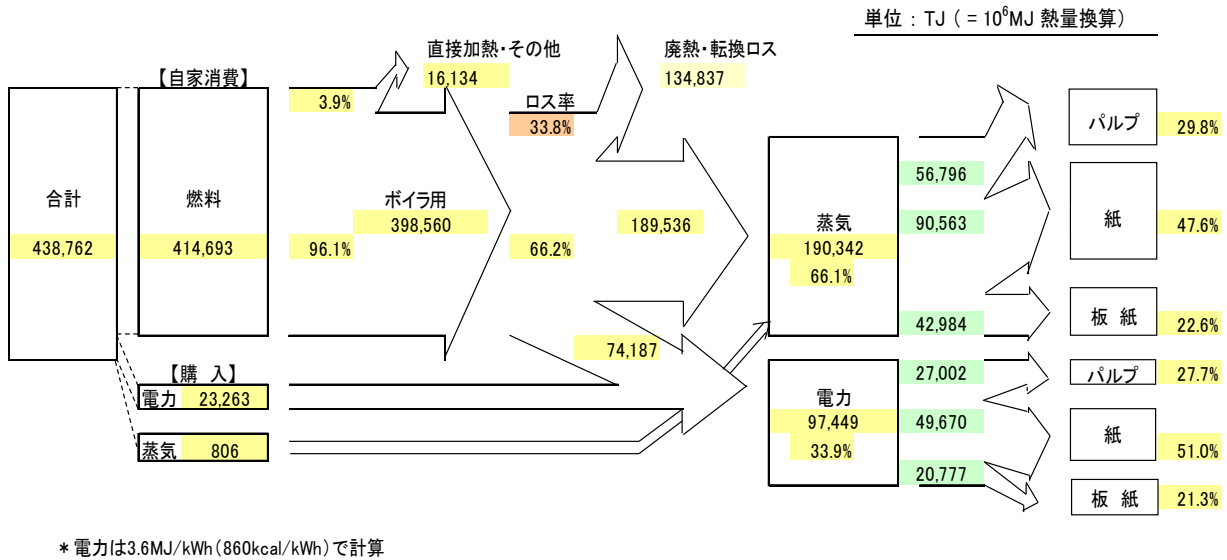 単位：TJ（=10⁶MJ 熱量換算）
直接加熱・その他
16,134
廃熱・転換ロス
134,837
【自家消費】
3.9%
ロス率
33.8%
合計
438,762
燃料
414,693
96.1%
ボイラ用
398,560
66.2%
189,536
74,187
【購 入】
電力 23,263
蒸気 806
蒸気
190,342
66.1%
56,796
90,563
42,984
パルプ 29.8%
紙 47.6%
板 紙 22.6%
電力
97,449
33.9%
27,002
49,670
20,777
パルプ 27.7%
紙 51.0%
板 紙 21.3%
＊電力は3.6MJ/kWh（860kcal/kWh）で計算